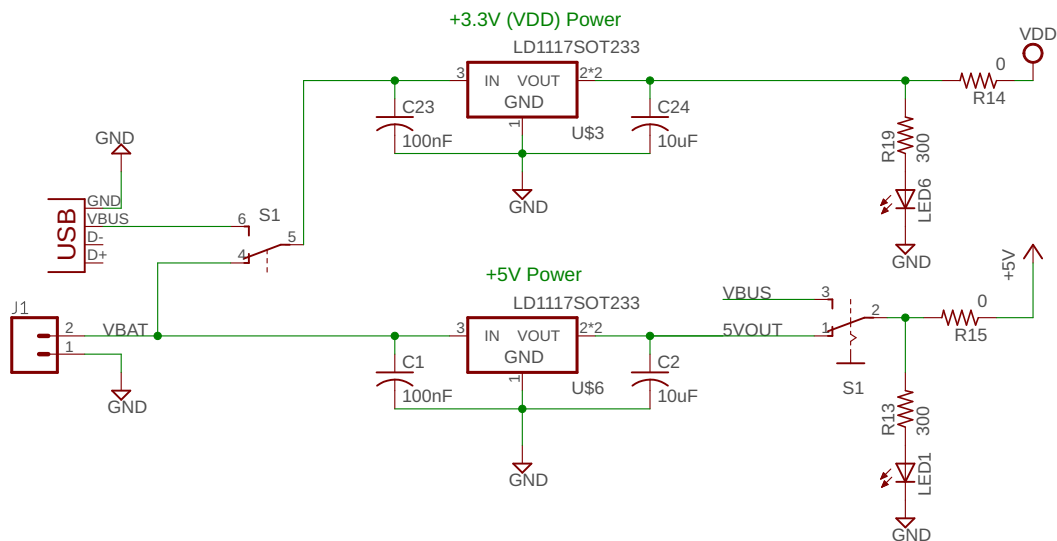 +3.3V (VDD) Power
LD1117SOT233
VDD
3
IN
VOUT
2*2
GND
1
U$3
C23
100nF
C24
10uF
0
R14
R19
300
LED6
GND
GND
GND
USB
GND
VBUS
D-
D+
6
S1
5
4
+5V Power
LD1117SOT233
3
IN
VOUT
2*2
GND
1
U$6
J1
2
VBAT
1
GND
C1
100nF
C2
10uF
GND
VBUS
3
5VOUT
1
2
S1
0
R15
+5V
R13
300
LED1
GND